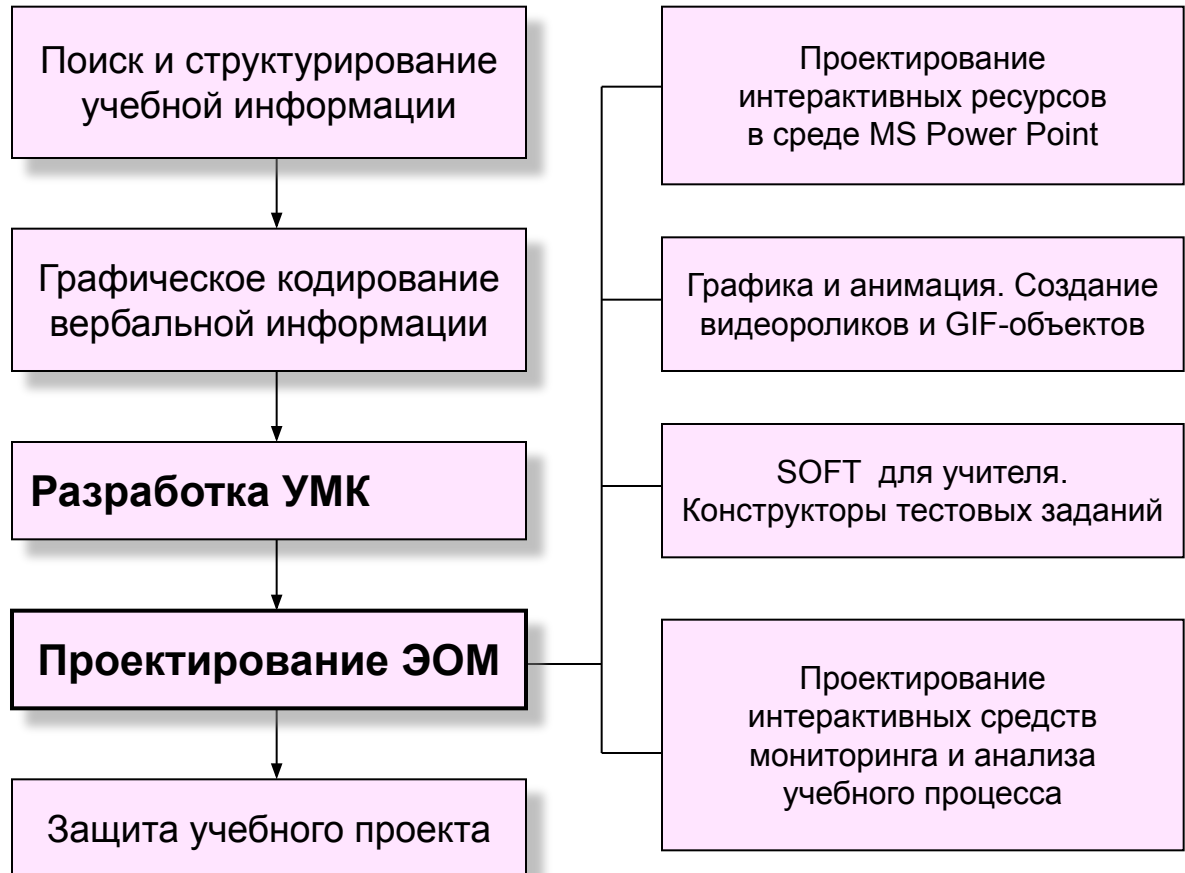 Поиск и структурирование
учебной информации
Графическое кодирование
вербальной информации
Разработка УМК
Проектирование ЭОМ
Защита учебного проекта
Проектирование
интерактивных ресурсов
в среде MS Power Point
Графика и анимация. Создание
видеороликов и GIF-объектов
SOFT для учителя.
Конструкторы тестовых заданий
Проектирование
интерактивных средств
мониторинга и анализа
учебного процесса